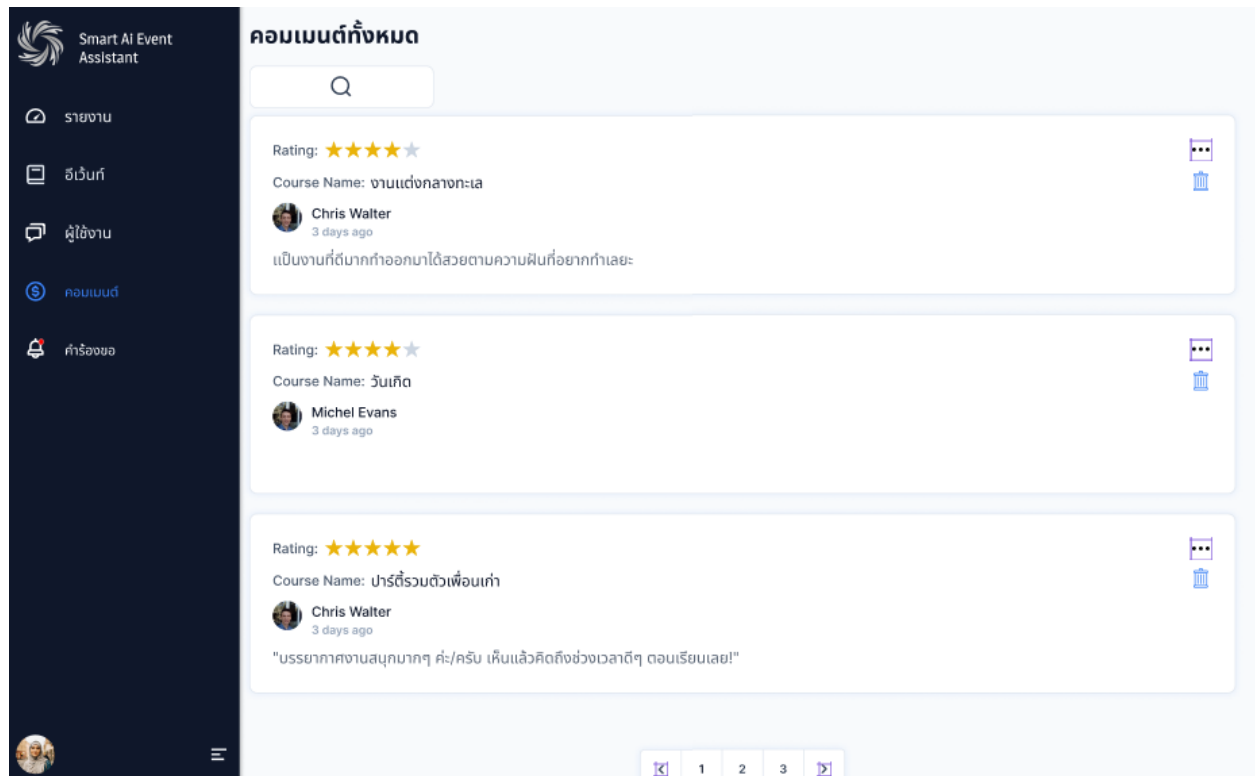 Smart Ai Event
Assistant
รายงาน
อีเว้นท์
ผู้ใช้งาน
คอมเมนต์
คำร้องขอ
คอมเมนต์ทั้งหมด
Rating:
Course Name: งานแต่งกลางทะเล
Chris Walter
3 days ago
เเป็นงานที่ดีมากทำออกมาได้สวยตามความฝันที่อยากทำเลยะ
Rating:
Course Name: วันเกิด
Michel Evans
3 days ago
Rating:
Course Name: ปาร์ตี้รวมตัวเพื่อนเก่า
Chris Walter
3 days ago
"บรรยากาศงานสนุกมากๆ ค่ะ/ครับ เห็นแล้วคิดถึงช่วงเวลาดีๆ ตอนเรียนเลย!"
1 2 3